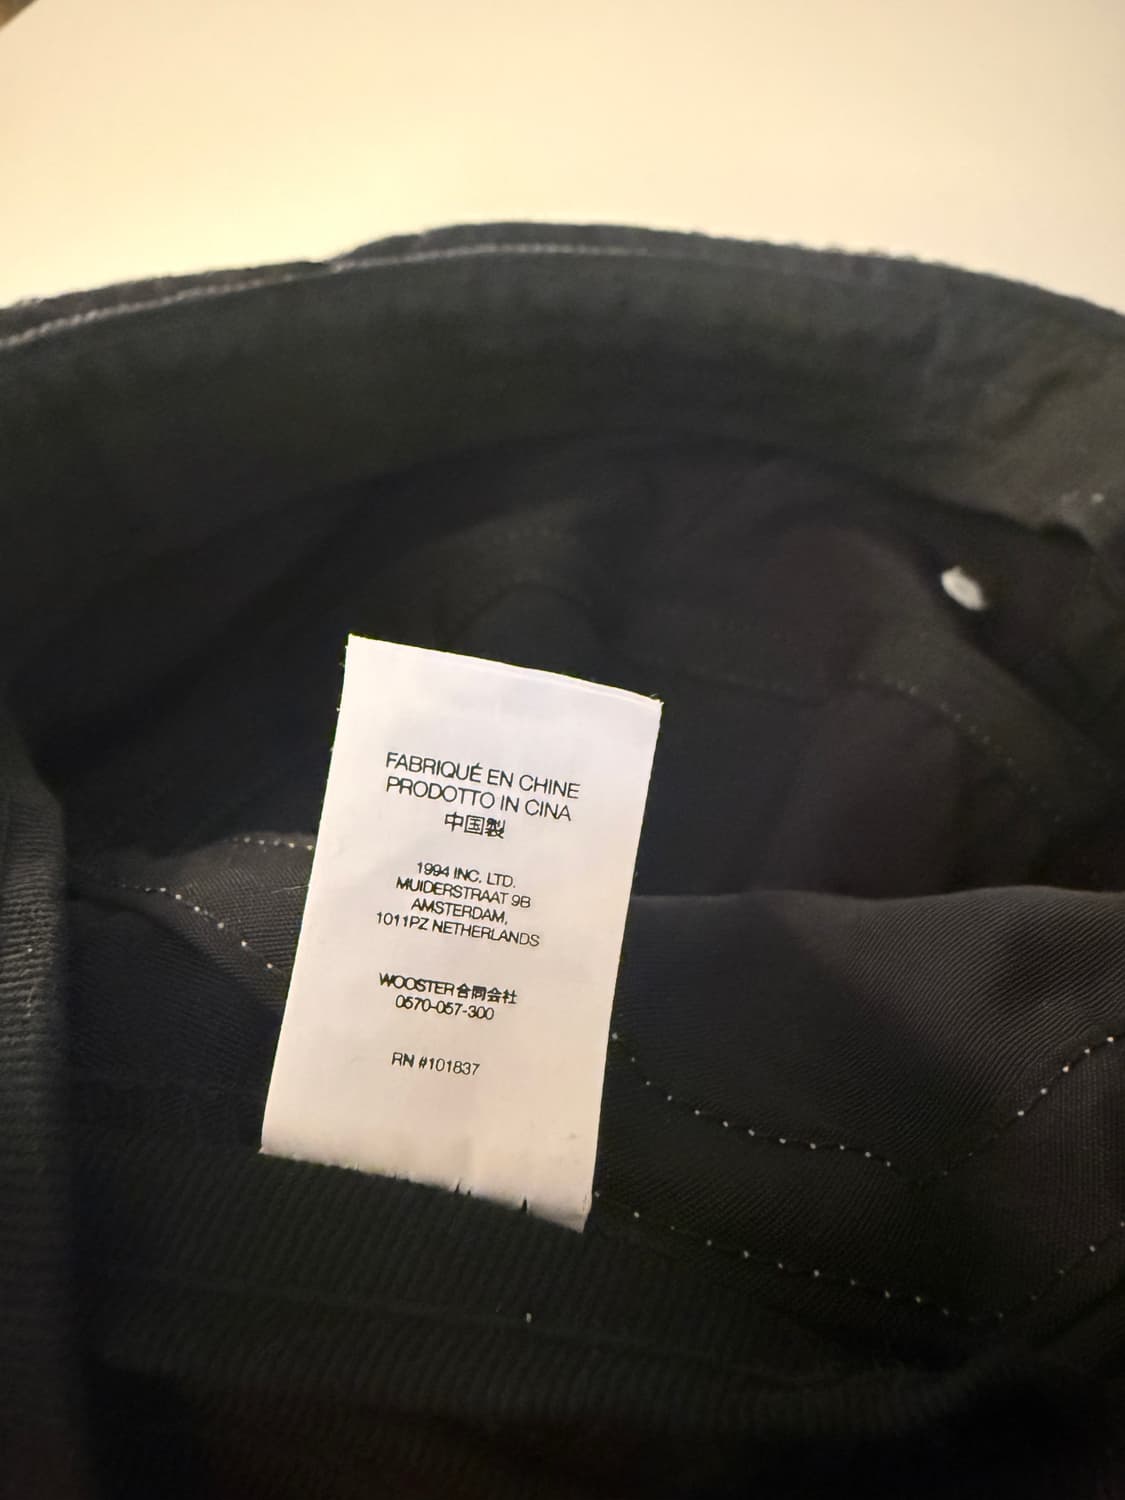 FABRIQUÉ EN CHINE
PRODOTTO IN CINA
中国製
1994 INC. LTD.
MUIDERSTRAAT 9B
AMSTERDAM,
1011PZ NETHERLANDS
WOOSTER合同会社
0570-057-300
RN #101837